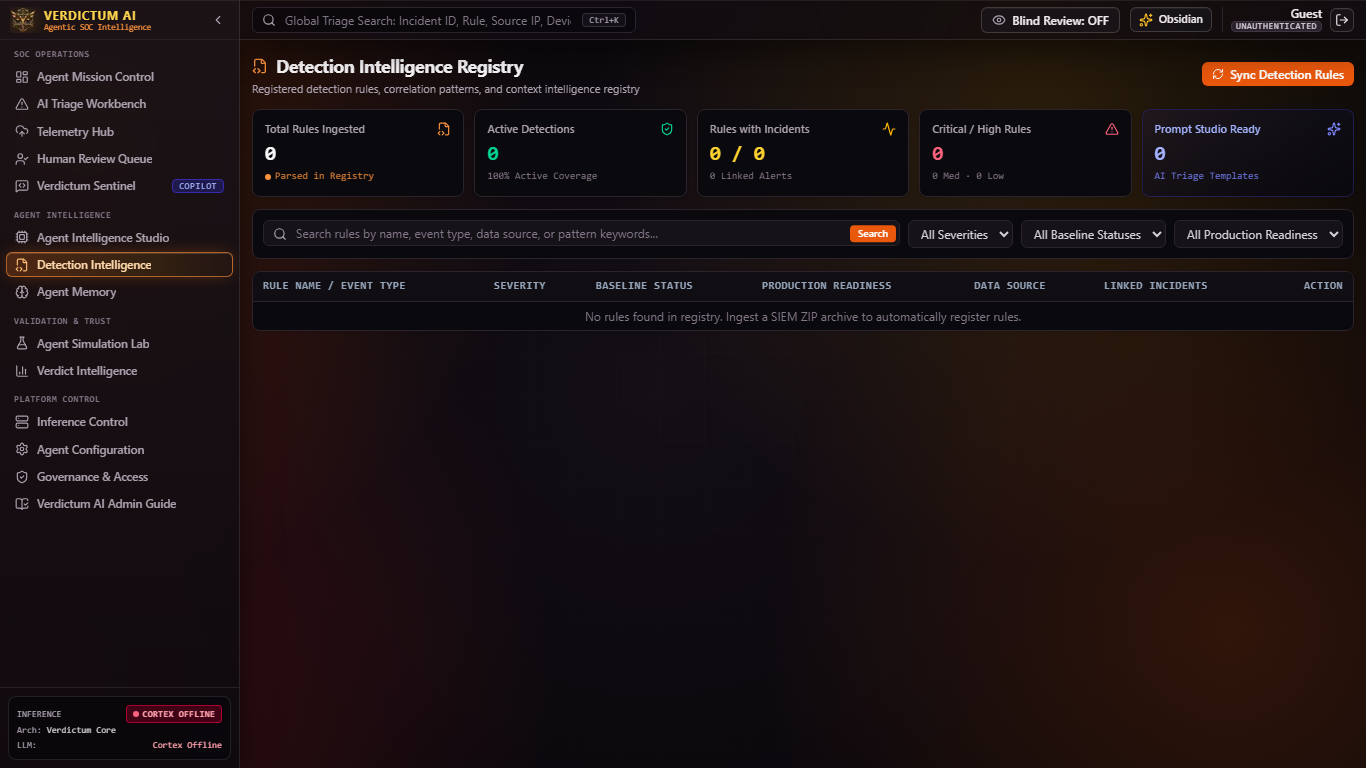 VERDICTUM AI
Agentic SOC Intelligence
SOC OPERATIONS
Agent Mission Control
AI Triage Workbench
Telemetry Hub
Human Review Queue
Verdictum Sentinel COPILOT
AGENT INTELLIGENCE
Agent Intelligence Studio
Detection Intelligence
Agent Memory
VALIDATION & TRUST
Agent Simulation Lab
Verdict Intelligence
PLATFORM CONTROL
Inference Control
Agent Configuration
Governance & Access
Verdictum AI Admin Guide
INFERENCE CORTEX OFFLINE
Arch: Verdictum Core
LLM: Cortex Offline
Global Triage Search: Incident ID, Rule, Source IP, Devi Ctrl+K
Blind Review: OFF
Obsidian
Guest
UNAUTHENTICATED
Detection Intelligence Registry
Registered detection rules, correlation patterns, and context intelligence registry
Sync Detection Rules
Total Rules Ingested
0
Parsed in Registry
Active Detections
0
100% Active Coverage
Rules with Incidents
0 / 0
0 Linked Alerts
Critical / High Rules
0
0 Med · 0 Low
Prompt Studio Ready
0
AI Triage Templates
Search rules by name, event type, data source, or pattern keywords... Search All Severities All Baseline Statuses All Production Readiness
RULE NAME / EVENT TYPE SEVERITY BASELINE STATUS PRODUCTION READINESS DATA SOURCE LINKED INCIDENTS ACTION
No rules found in registry. Ingest a SIEM ZIP archive to automatically register rules.